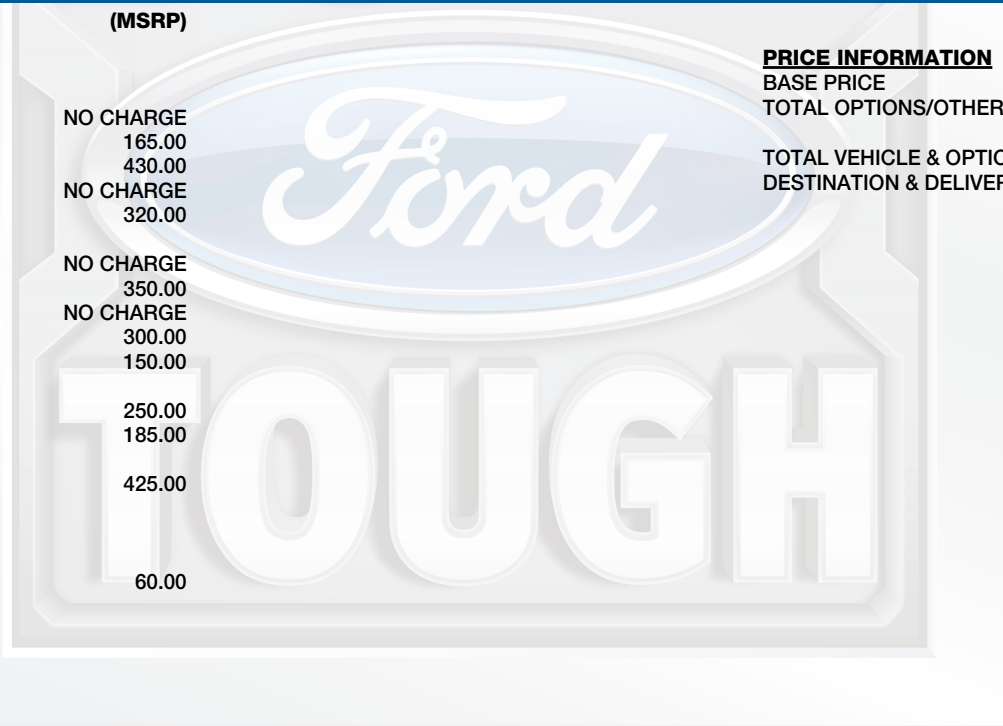 (MSRP)
NO CHARGE
165.00
430.00
NO CHARGE
320.00
NO CHARGE
350.00
NO CHARGE
300.00
150.00
250.00
185.00
425.00
60.00
PRICE INFORMATION
BASE PRICE
TOTAL OPTIONS/OTHER
TOTAL VEHICLE & OPTIO
DESTINATION & DELIVER
Ford
TOUGH